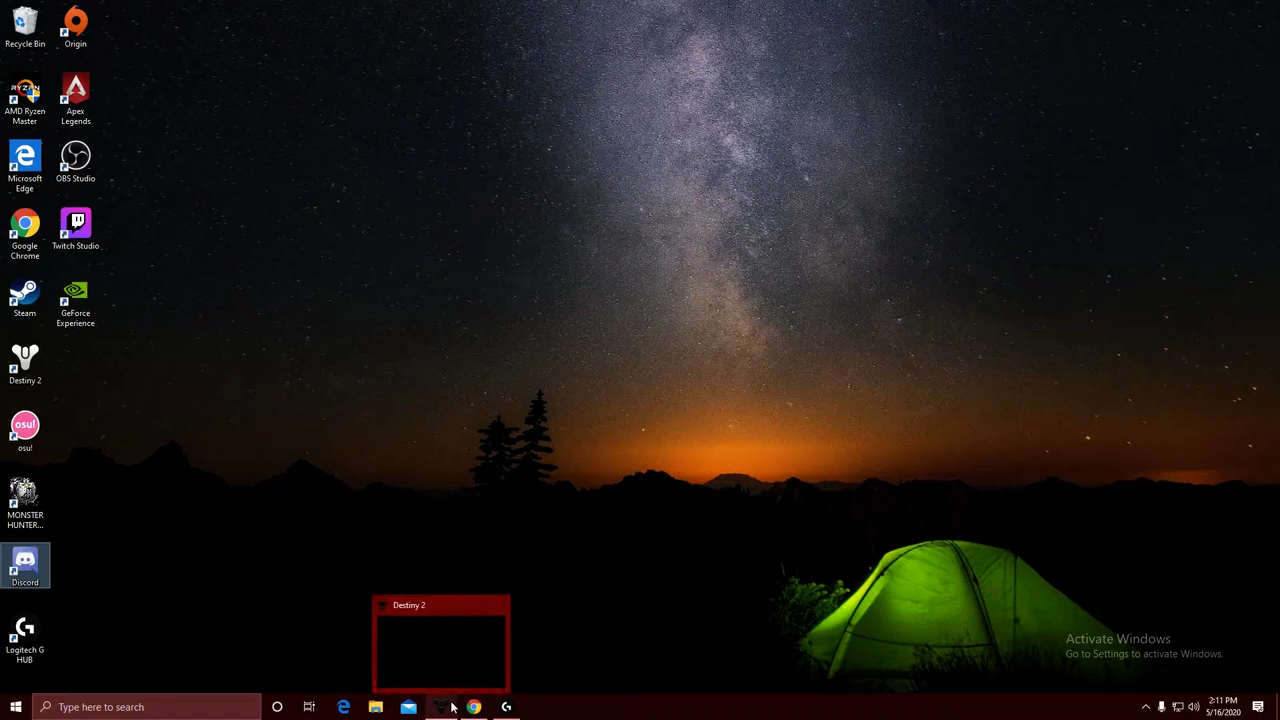 Recycle Bin
Origin
RYZEN
AMD Ryzen
Master
Apex
Legends
Microsoft
Edge
OBS Studio
Google
Chrome
Twitch Studio
Steam
GeForce
Experience
Destiny 2
osu!
osu!
MONSTER
HUNTER...
Discord
Logitech G
HUB
Destiny 2
Activate Windows
Go to Settings to activate Windows.
Type here to search
2:11 PM
5/16/2020